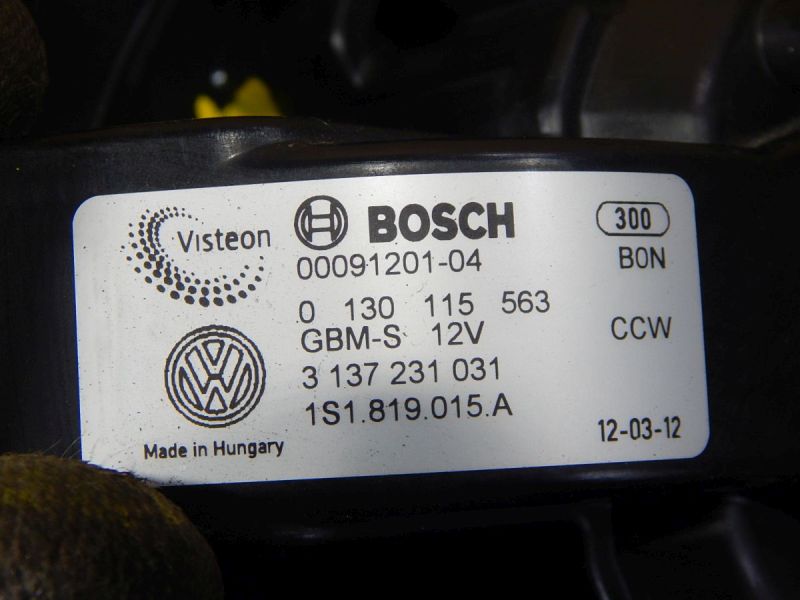 Visteon BOSCH 300
00091201-04 B0N
0 130 115 563
GBM-S 12V CCW
3 137 231 031
1S1.819.015.A
Made in Hungary 12-03-12